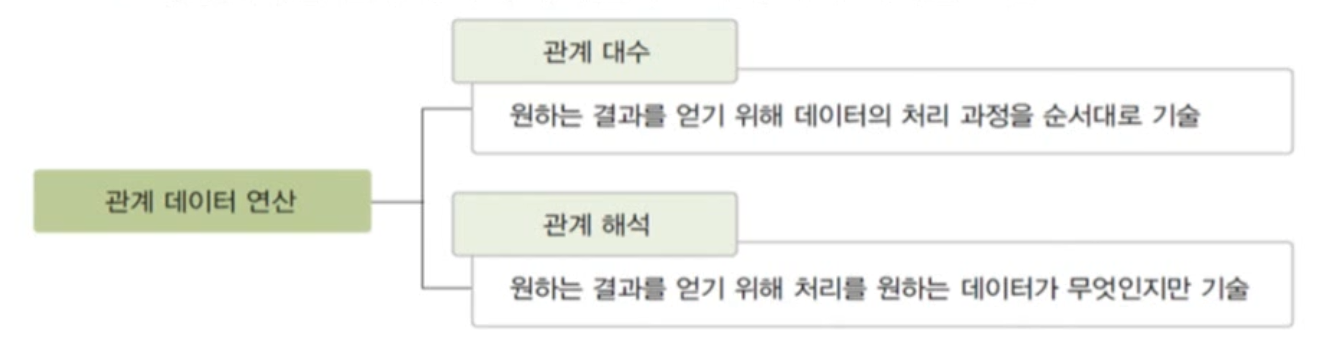 관계 대수
원하는 결과를 얻기 위해 데이터의 처리 과정을 순서대로 기술
관계 데이터 연산
관계 해석
원하는 결과를 얻기 위해 처리를 원하는 데이터가 무엇인지만 기술